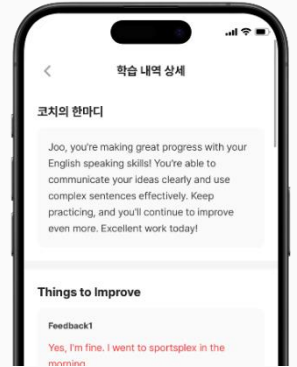 학습 내역 상세
코치의 한마디
Joo, you're making great progress with your
English speaking skills! You're able to
communicate your ideas clearly and use
complex sentences effectively. Keep
practicing, and you'll continue to improve
even more. Excellent work today!
Things to Improve
Feedback1
Yes, I'm fine. I went to sportsplex in the
morning